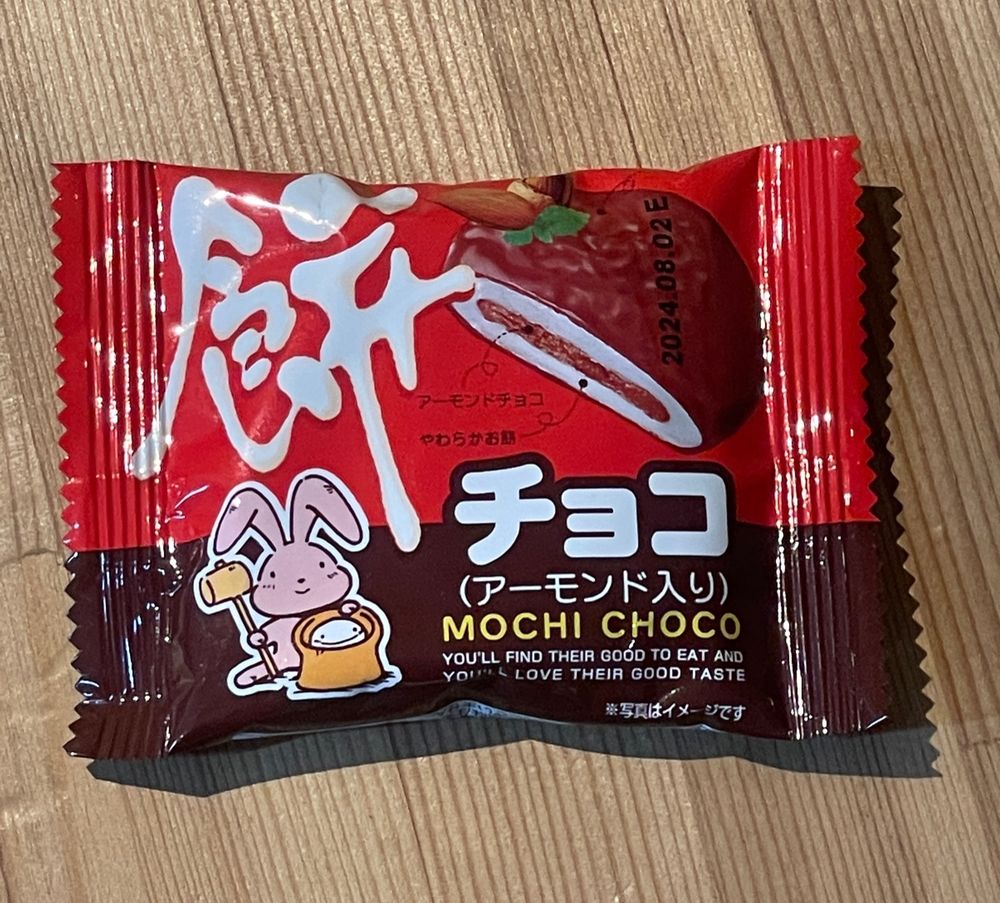 餅
2024.08.02 E
アーモンドチョコ
やわらかお餅
チョコ
(アーモンド入り)
MOCHI CHOCO
YOU'LL FIND THEIR GOOD TO EAT AND
YOU'LL LOVE THEIR GOOD TASTE
※写真はイメージです